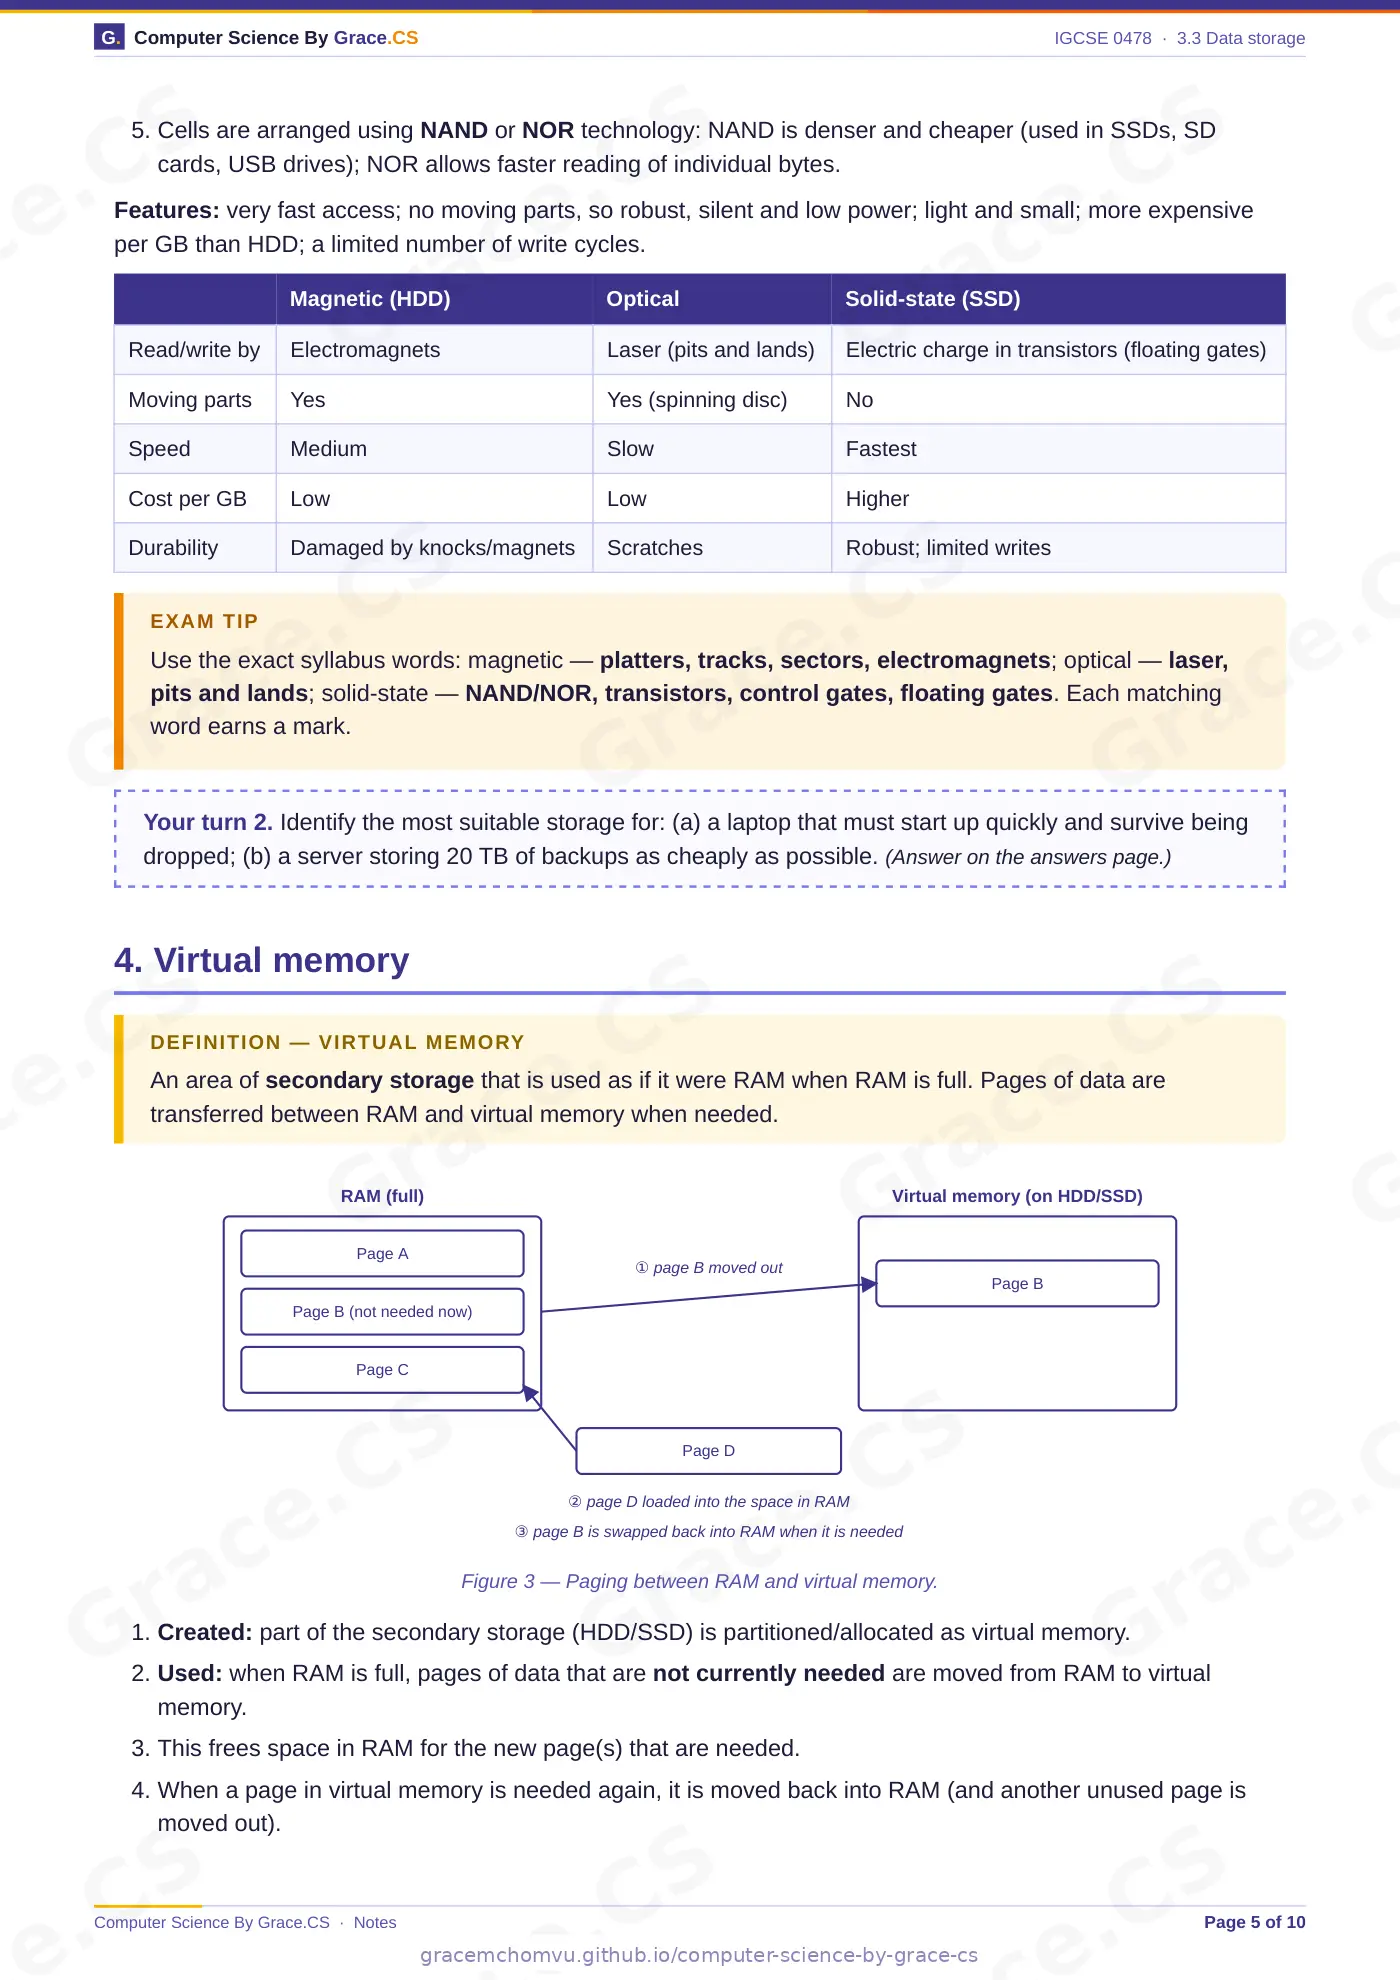 G. Computer Science By Grace.CS
IGCSE 0478 · 3.3 Data storage
5. Cells are arranged using NAND or NOR technology: NAND is denser and cheaper (used in SSDs, SD
cards, USB drives); NOR allows faster reading of individual bytes.
Features: very fast access; no moving parts, so robust, silent and low power; light and small; more expensive
per GB than HDD; a limited number of write cycles.
Magnetic (HDD) Optical Solid-state (SSD)
Read/write by Electromagnets Laser (pits and lands) Electric charge in transistors (floating gates)
Moving parts Yes Yes (spinning disc) No
Speed Medium Slow Fastest
Cost per GB Low Low Higher
Durability Damaged by knocks/magnets Scratches Robust; limited writes
EXAM TIP
Use the exact syllabus words: magnetic — platters, tracks, sectors, electromagnets; optical — laser,
pits and lands; solid-state — NAND/NOR, transistors, control gates, floating gates. Each matching
word earns a mark.
Your turn 2. Identify the most suitable storage for: (a) a laptop that must start up quickly and survive being
dropped; (b) a server storing 20 TB of backups as cheaply as possible. (Answer on the answers page.)
4. Virtual memory
DEFINITION — VIRTUAL MEMORY
An area of secondary storage that is used as if it were RAM when RAM is full. Pages of data are
transferred between RAM and virtual memory when needed.
RAM (full)
Virtual memory (on HDD/SSD)
Page A
① page B moved out
Page B
Page B (not needed now)
Page C
Page D
② page D loaded into the space in RAM
③ page B is swapped back into RAM when it is needed
Figure 3 — Paging between RAM and virtual memory.
1. Created: part of the secondary storage (HDD/SSD) is partitioned/allocated as virtual memory.
2. Used: when RAM is full, pages of data that are not currently needed are moved from RAM to virtual
memory.
3. This frees space in RAM for the new page(s) that are needed.
4. When a page in virtual memory is needed again, it is moved back into RAM (and another unused page is
moved out).
Computer Science By Grace.CS · Notes
Page 5 of 10
gracemchomvu.github.io/computer-science-by-grace-cs